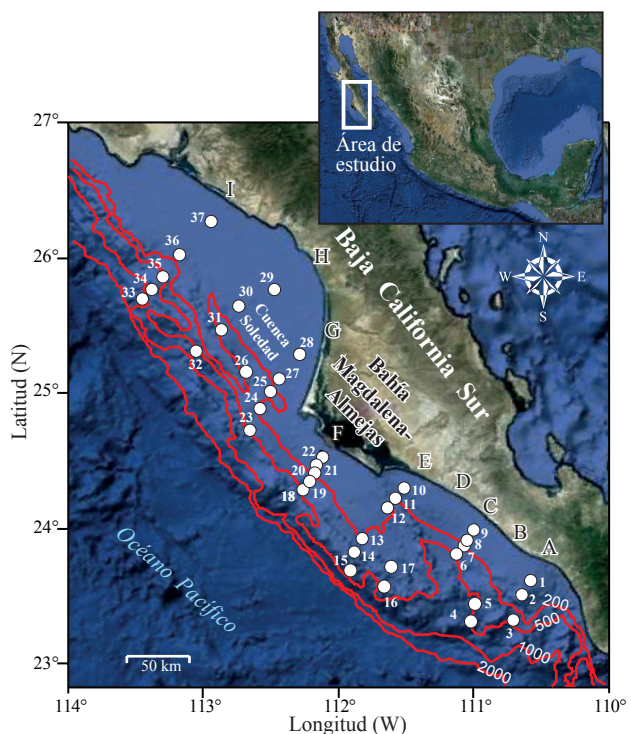 Área de
estudio
27°
26°
25°
24°
23°
Latitud (N)
I
37
36
35
34
33
H
29
30
31
Cuenca
Soledad
G
28
32
26
27
25
24
23
Baja California Sur
Bahía
Magdalena-
Almejas
F
22
20
21
19
18
E
10
11
12
D
C
B
A
9
8
7
6
13
14
15
17
16
1
2
3
4
5
200
500
1000
2000
N
W
E
S
Océano Pacífico
50 km
114°
113°
112°
111°
110°
Longitud (W)